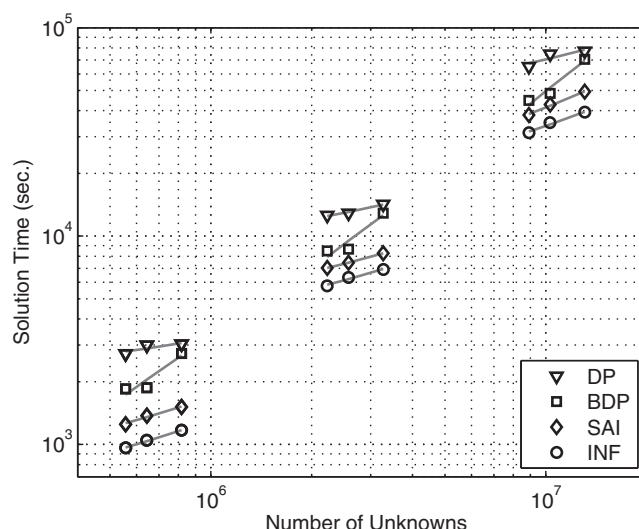 10^5
10^4
10^3
Solution Time (sec.)
DP
BDP
SAI
INF
10^6
10^7
Number of Unknowns